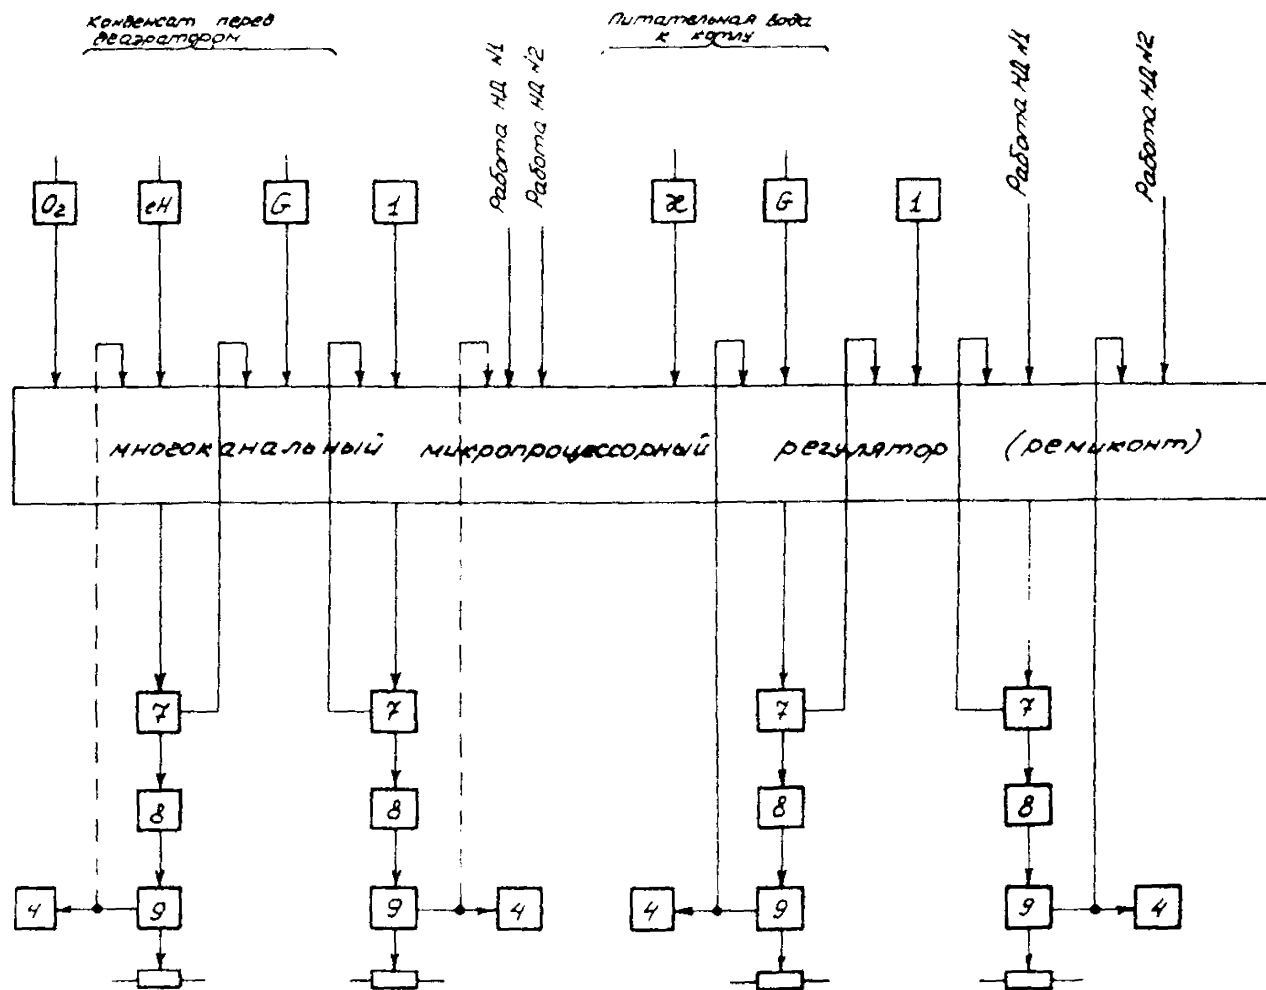 Конденсат перед
деаэратором
Питательная вода
к котлу
Работа НД №1
Работа НД №2
Работа НД №1
Работа НД №2
O₂
eH
G
1
æ
G
1
многоканальный микропроцессорный регулятор (ремиконт)
7
7
7
7
8
8
8
8
4
9
9
4
4
9
9
4